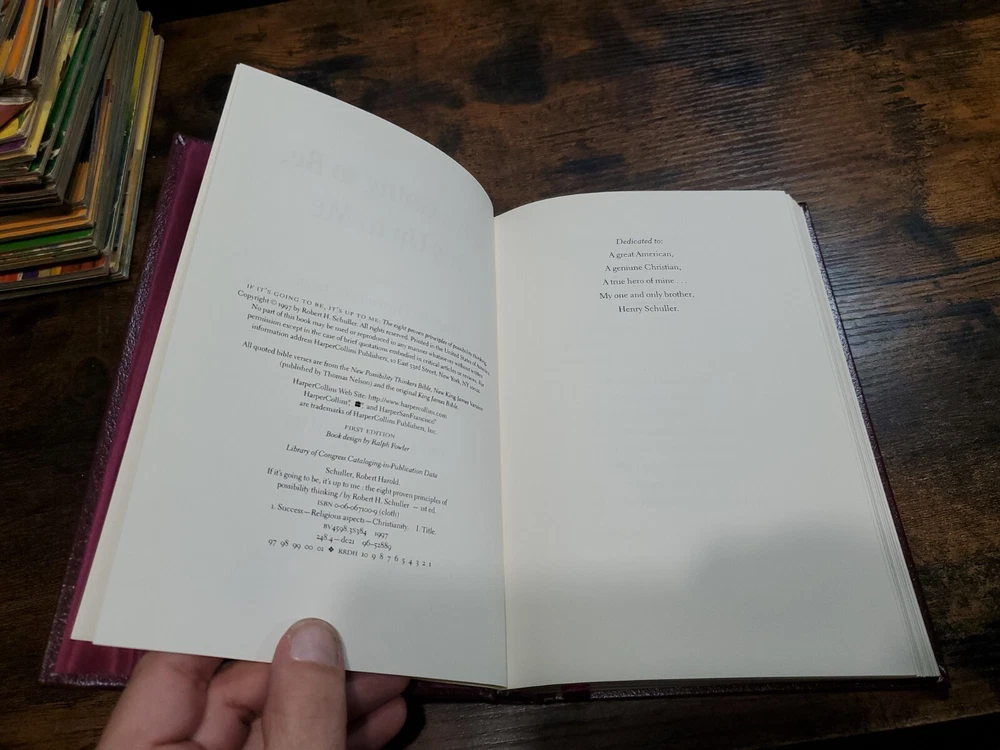 IF IT'S GOING TO BE, IT'S UP TO ME: The eight proven principles of possibility thinking.
Copyright © 1997 by Robert H. Schuller. All rights reserved. Printed in the United States of America.
No part of this book may be used or reproduced in any manner whatsoever without written
permission except in the case of brief quotations embodied in critical articles or reviews. For
information address HarperCollins Publishers, 10 East 53rd Street, New York, NY 10022.
All quoted bible verses are from the New Possibility Thinkers Bible, New King James Version
(published by Thomas Nelson) and the original King James Bible.
HarperCollins Web Site: http://www.harpercollins.com
HarperCollins®, ® and HarperSanFrancisco™
are trademarks of HarperCollins Publishers, Inc.
FIRST EDITION
Book design by Ralph Fowler
Library of Congress Cataloging-in-Publication Data
Schuller, Robert Harold.
If it's going to be, it's up to me : the eight proven principles of
possibility thinking / by Robert H. Schuller — 1st ed.
ISBN 0-06-067100-9 (cloth)
1. Success—Religious aspects—Christianity. I. Title.
BV4598.3S384 1997
248.4—dc21 96-52889
97 98 99 00 01 ❖ RRDH 10 9 8 7 6 5 4 3 2 1
Dedicated to:
A great American,
A geniune Christian,
A true hero of mine . . .
My one and only brother,
Henry Schuller.